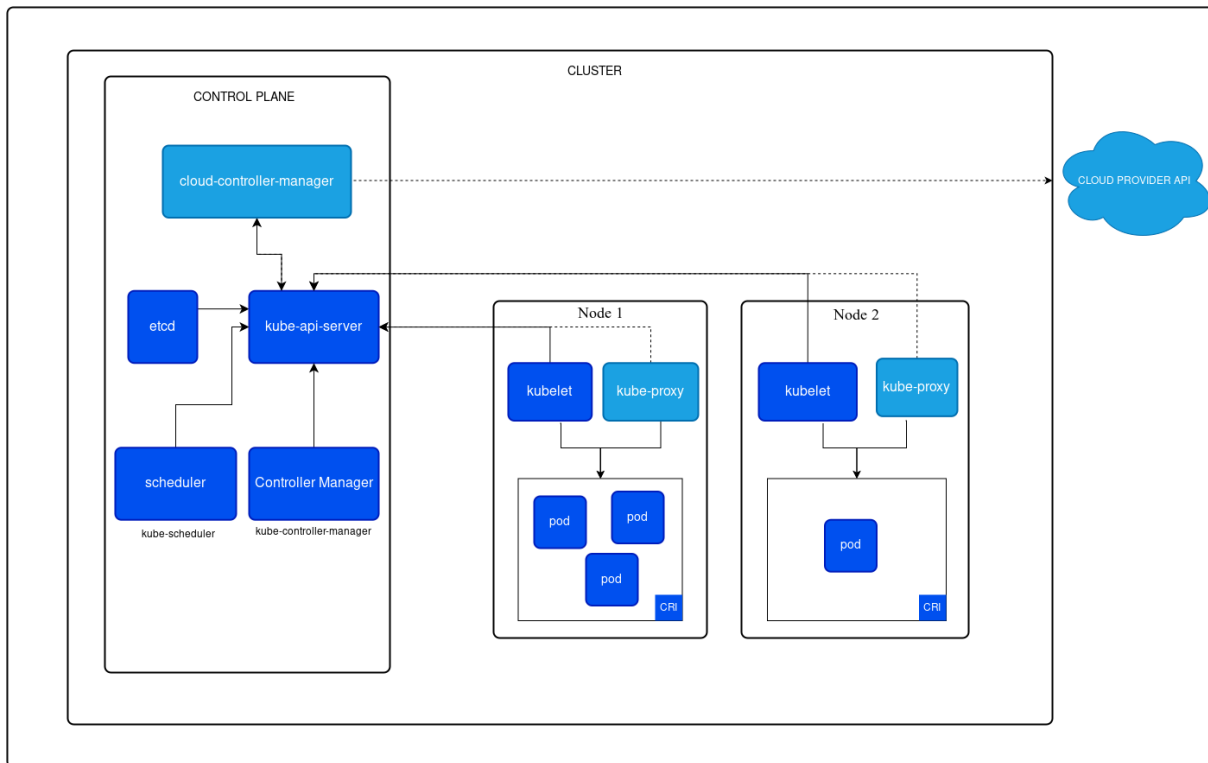 CLUSTER
CONTROL PLANE
cloud-controller-manager
CLOUD PROVIDER API
etcd
kube-api-server
Node 1
Node 2
kubelet
kube-proxy
kubelet
kube-proxy
scheduler
Controller Manager
kube-scheduler
kube-controller-manager
pod
pod
pod
CRI
pod
CRI